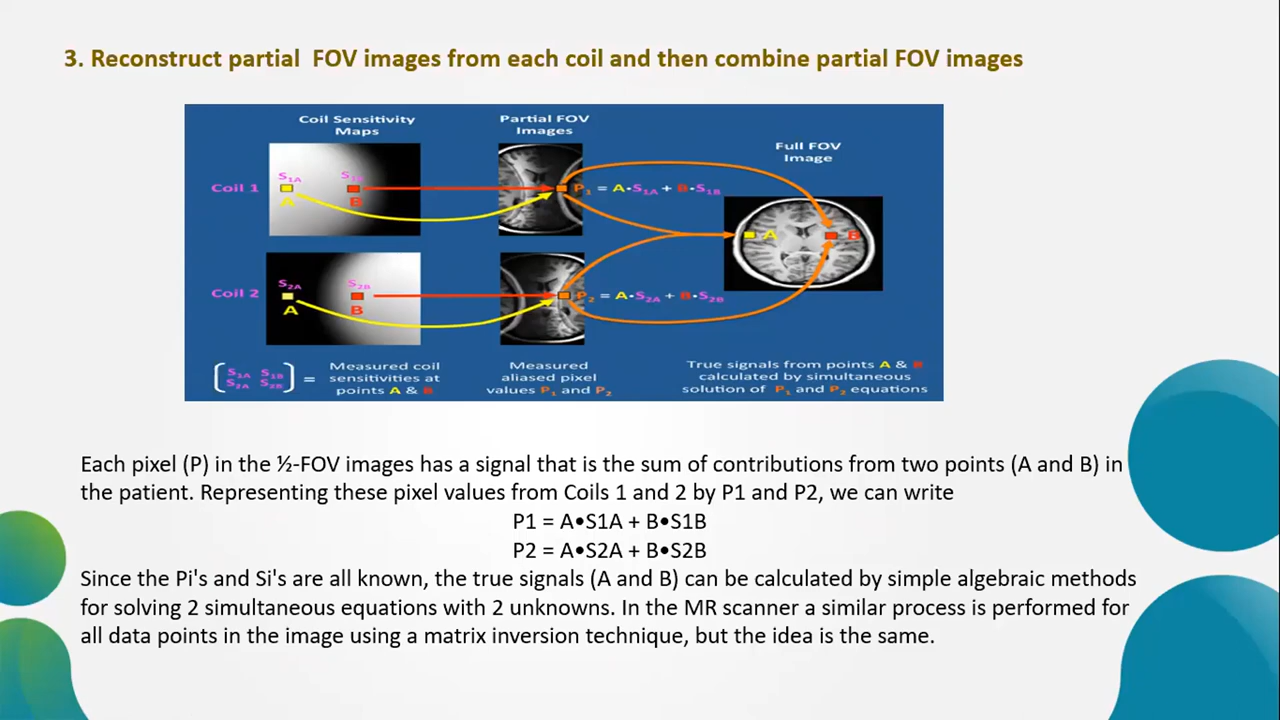 3. Reconstruct partial  FOV images from each coil and then combine partial FOV images
Coil Sensitivity
Maps
Partial FOV
Images
Full FOV
Image
Coil 1
S1A
S1B
A
B
P1 = A•S1A + B•S1B
A
B
Coil 2
S2A
S2B
A
B
P2 = A•S2A + B•S2B
S1A S1B
S2A S2B
=
Measured coil
sensitivities at
points A & B
Measured
aliased pixel
values P1 and P2
True signals from points A & B
calculated by simultaneous
solution of P1 and P2 equations
Each pixel (P) in the ½-FOV images has a signal that is the sum of contributions from two points (A and B) in
the patient. Representing these pixel values from Coils 1 and 2 by P1 and P2, we can write
P1 = A•S1A + B•S1B
P2 = A•S2A + B•S2B
Since the Pi's and Si's are all known, the true signals (A and B) can be calculated by simple algebraic methods
for solving 2 simultaneous equations with 2 unknowns. In the MR scanner a similar process is performed for
all data points in the image using a matrix inversion technique, but the idea is the same.